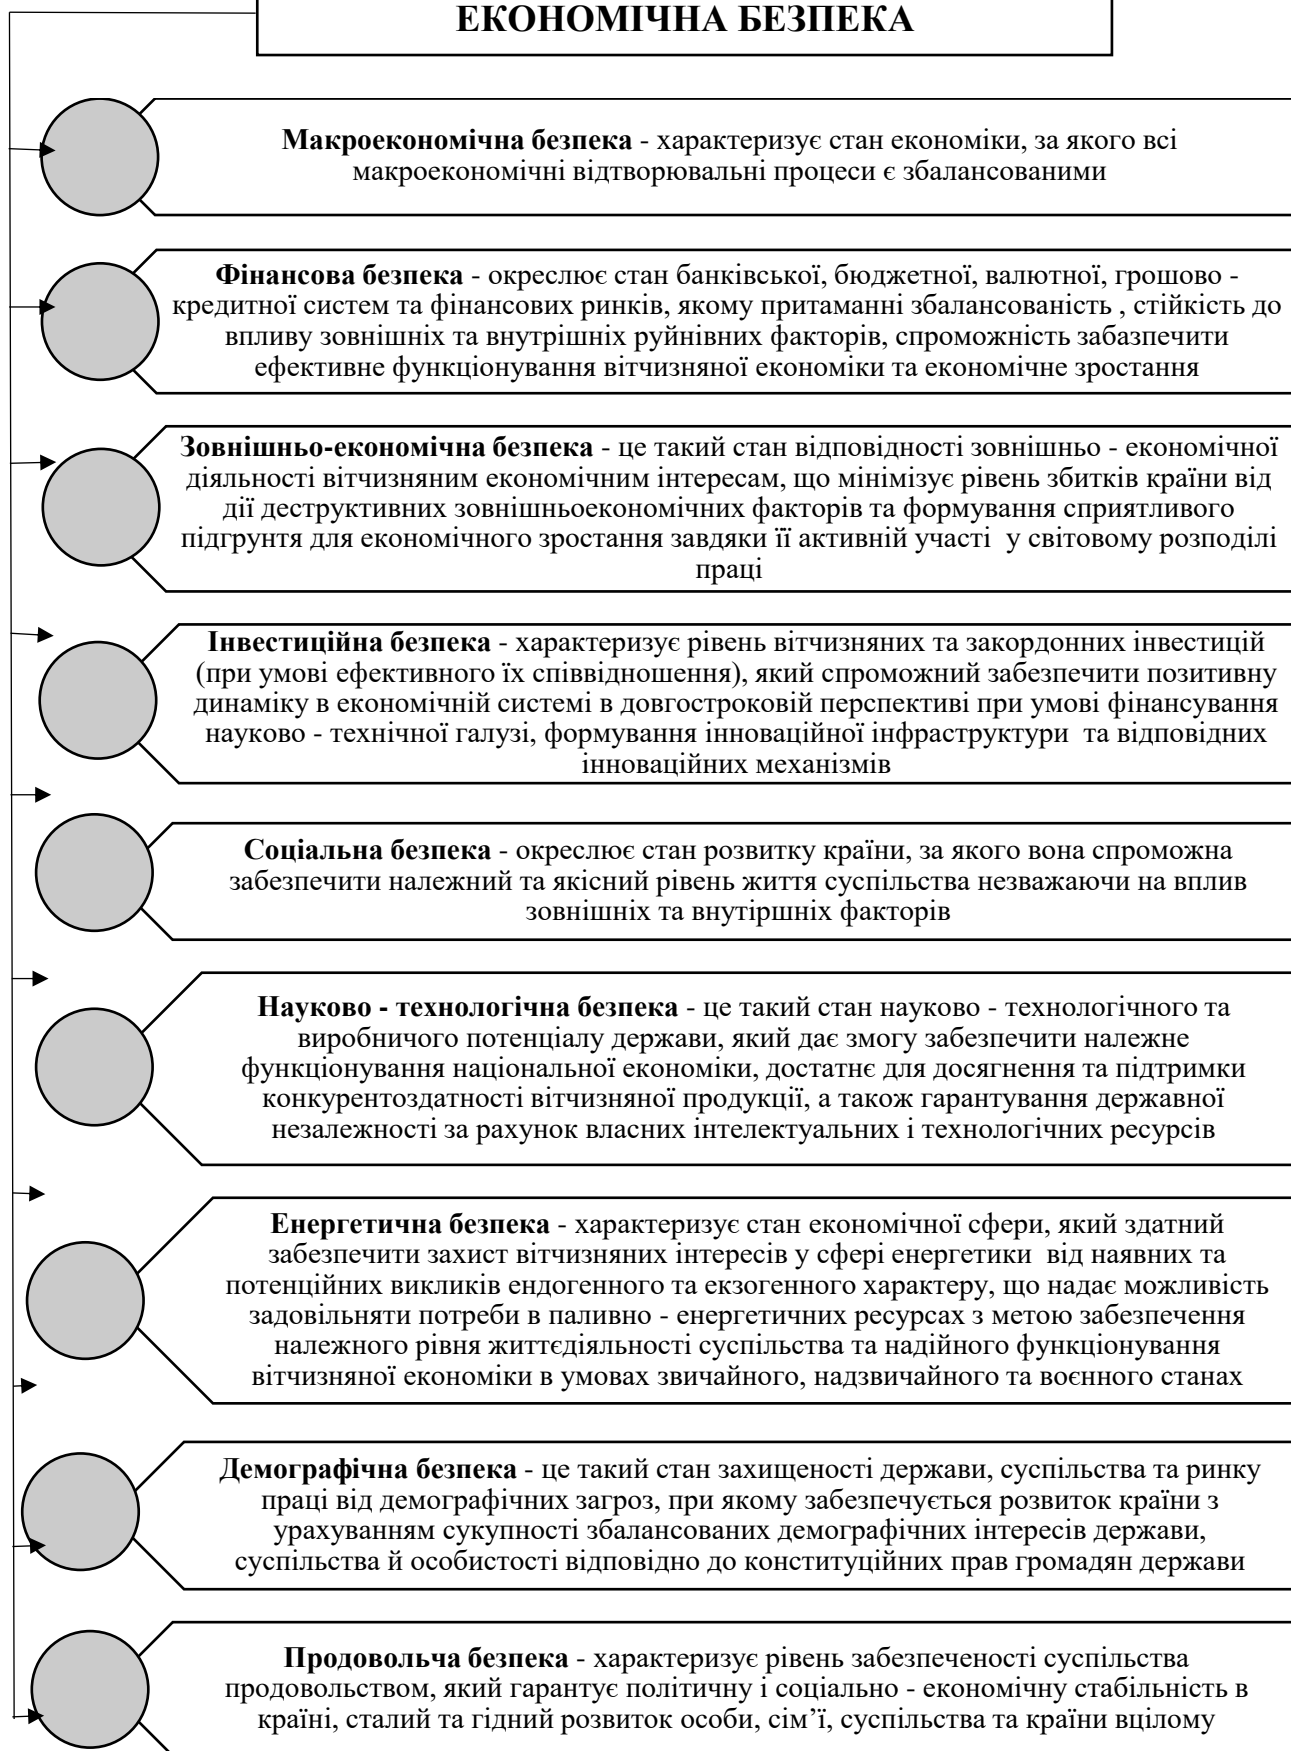 ЕКОНОМІЧНА БЕЗПЕКА
Макроекономічна безпека - характеризує стан економіки, за якого всі
макроекономічні відтворювальні процеси є збалансованими
Фінансова безпека - окреслює стан банківської, бюджетної, валютної, грошово -
кредитної систем та фінансових ринків, якому притаманні збалансованість , стійкість до
впливу зовнішніх та внутрішніх руйнівних факторів, спроможність забазпечити
ефективне функціонування вітчизняної економіки та економічне зростання
Зовнішньо-економічна безпека - це такий стан відповідності зовнішньо - економічної
діяльності вітчизняним економічним інтересам, що мінімізує рівень збитків країни від
дії деструктивних зовнішньоекономічних факторів та формування сприятливого
підгрунтя для економічного зростання завдяки її активній участі  у світовому розподілі
праці
Інвестиційна безпека - характеризує рівень вітчизняних та закордонних інвестицій
(при умові ефективного їх співвідношення), який спроможний забезпечити позитивну
динаміку в економічній системі в довгостроковій перспективі при умові фінансування
науково - технічної галузі, формування інноваційної інфраструктури  та відповідних
інноваційних механізмів
Соціальна безпека - окреслює стан розвитку країни, за якого вона спроможна
забезпечити належний та якісний рівень життя суспільства незважаючи на вплив
зовнішніх та внутіршніх факторів
Науково - технологічна безпека - це такий стан науково - технологічного та
виробничого потенціалу держави, який дає змогу забезпечити належне
функціонування національної економіки, достатнє для досягнення та підтримки
конкурентоздатності вітчизняної продукції, а також гарантування державної
незалежності за рахунок власних інтелектуальних і технологічних ресурсів
Енергетична безпека - характеризує стан економічної сфери, який здатний
забезпечити захист вітчизняних інтересів у сфері енергетики  від наявних та
потенційних викликів ендогенного та екзогенного характеру, що надає можливість
задовільняти потреби в паливно - енергетичних ресурсах з метою забезпечення
належного рівня життєдіяльності суспільства та надійного функціонування
вітчизняної економіки в умовах звичайного, надзвичайного та воєнного станах
Демографічна безпека - це такий стан захищеності держави, суспільства та ринку
праці від демографічних загроз, при якому забезпечується розвиток країни з
урахуванням сукупності збалансованих демографічних інтересів держави,
суспільства й особистості відповідно до конституційних прав громадян держави
Продовольча безпека - характеризує рівень забезпеченості суспільства
продовольством, який гарантує політичну і соціально - економічну стабільність в
країні, сталий та гідний розвиток особи, сім’ї, суспільства та країни вцілому